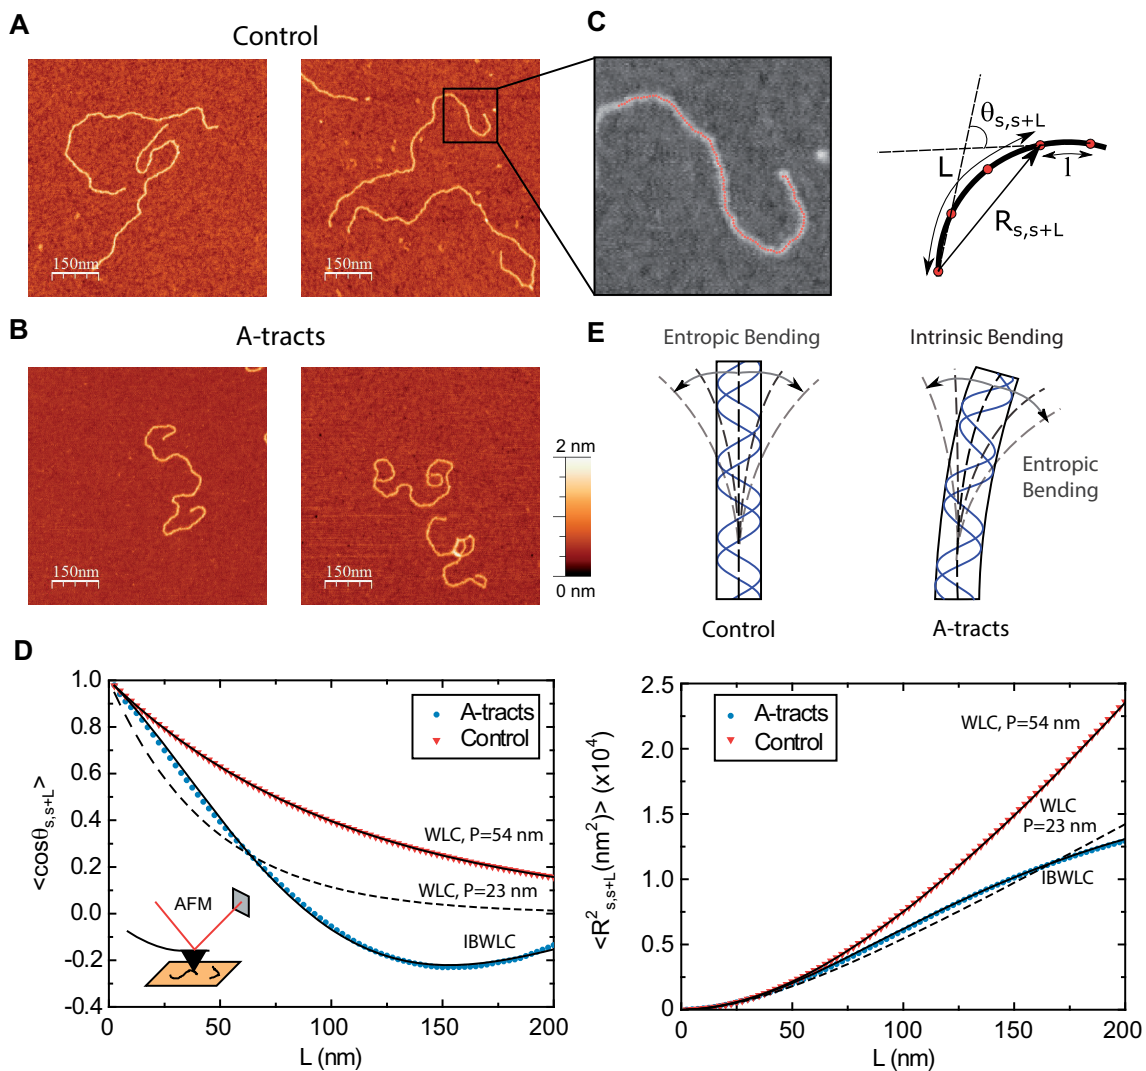 A
Control
150nm
150nm
C
θs,s+L
L
l
Rs,s+L
B
A-tracts
150nm
150nm
2 nm
0 nm
E
Entropic Bending
Intrinsic Bending
Entropic
Bending
Control
A-tracts
D
1.0
0.8
0.6
0.4
0.2
0.0
-0.2
-0.4
<cosθs,s+L>
A-tracts
Control
WLC, P=54 nm
WLC, P=23 nm
IBWLC
AFM
0
50
100
150
200
L (nm)
2.5
2.0
1.5
1.0
0.5
0
<R²s,s+L(nm²)> (x10⁴)
A-tracts
Control
WLC, P=54 nm
WLC
P=23 nm
IBWLC
0
50
100
150
200
L (nm)